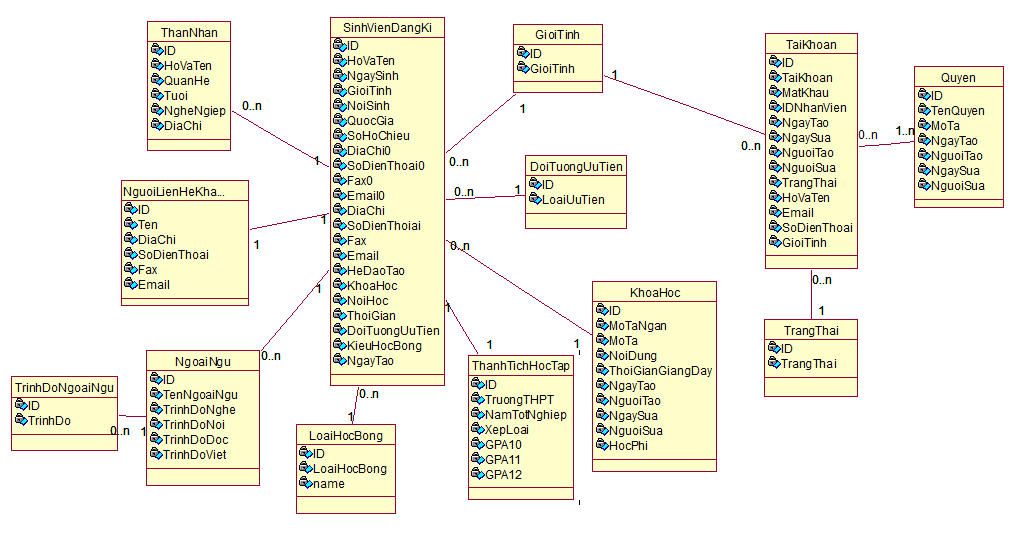 ThanNhan
ID
HoVaTen
QuanHe
Tuoi
NgheNgiep
DiaChi
0..n
1
SinhVienDangKi
ID
HoVaTen
NgaySinh
GioiTinh
NoiSinh
QuocGia
SoHoChieu
DiaChi0
SoDienThoai0
Fax0
Email0
DiaChi
SoDienThoiai
Fax
Email
HeDaoTao
KhoaHoc
NoiHoc
ThoiGian
DoiTuongUuTien
KieuHocBong
NgayTao
GioiTinh
ID
GioiTinh
1
0..n
1
0..n
TaiKhoan
ID
TaiKhoan
MatKhau
IDNhanVien
NgayTao
NgaySua
NguoiTao
NguoiSua
TrangThai
HoVaTen
Email
SoDienThoai
GioiTinh
0..n
1..n
Quyen
ID
TenQuyen
MoTa
NgayTao
NguoiTao
NgaySua
NguoiSua
NguoiLienHeKha...
ID
Ten
DiaChi
SoDienThoai
Fax
Email
1
1
DoiTuongUuTien
ID
LoaiUuTien
0..n
1
0..n
1
KhoaHoc
ID
MoTaNgan
MoTa
NoiDung
ThoiGianGiangDay
NgayTao
NguoiTao
NgaySua
NguoiSua
HocPhi
0..n
1
TrangThai
ID
TrangThai
1
0..n
NgoaiNgu
ID
TenNgoaiNgu
TrinhDoNghe
TrinhDoNoi
TrinhDoDoc
TrinhDoViet
TrinhDoNgoaiNgu
ID
TrinhDo
0..n
1
0..n
1
LoaiHocBong
ID
LoaiHocBong
name
1
1
ThanhTichHocTap
ID
TruongTHPT
NamTotNghiep
XepLoai
GPA10
GPA11
GPA12